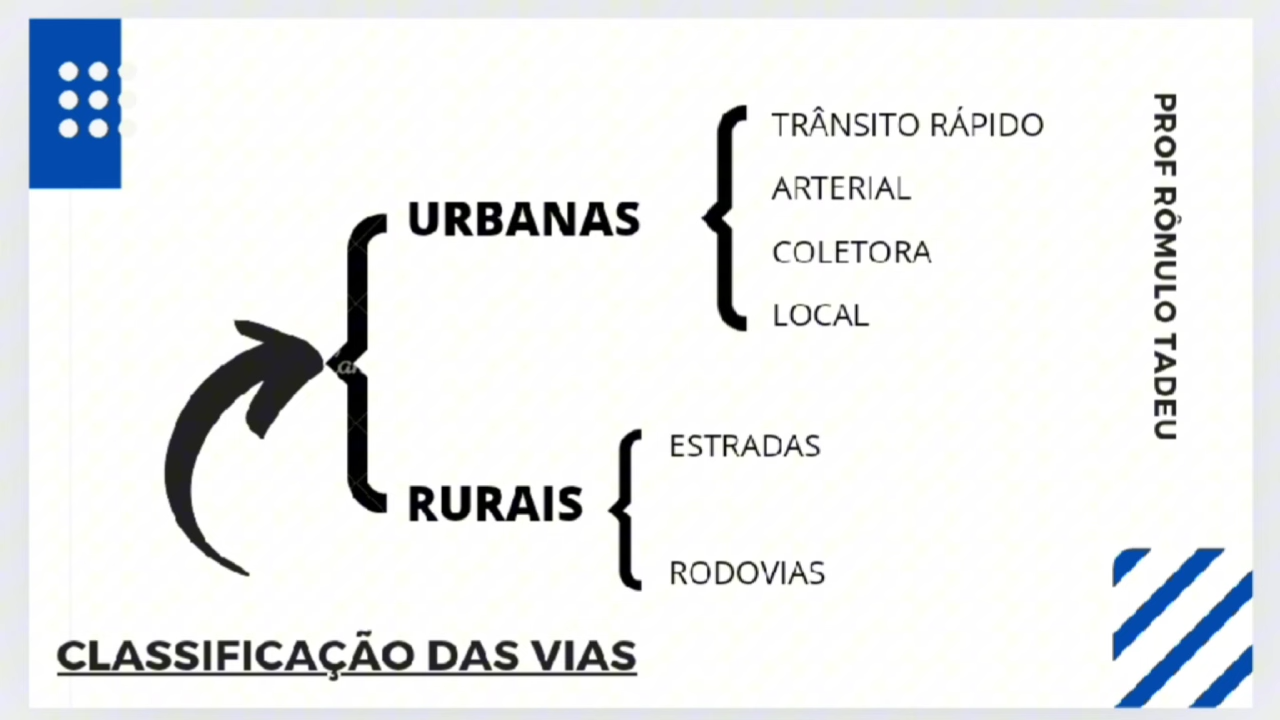 TRÂNSITO RÁPIDO
ARTERIAL
COLETORA
LOCAL
URBANAS
RURAIS
ESTRADAS
RODOVIAS
CLASSIFICAÇÃO DAS VIAS
PROF RÔMULO TADEU